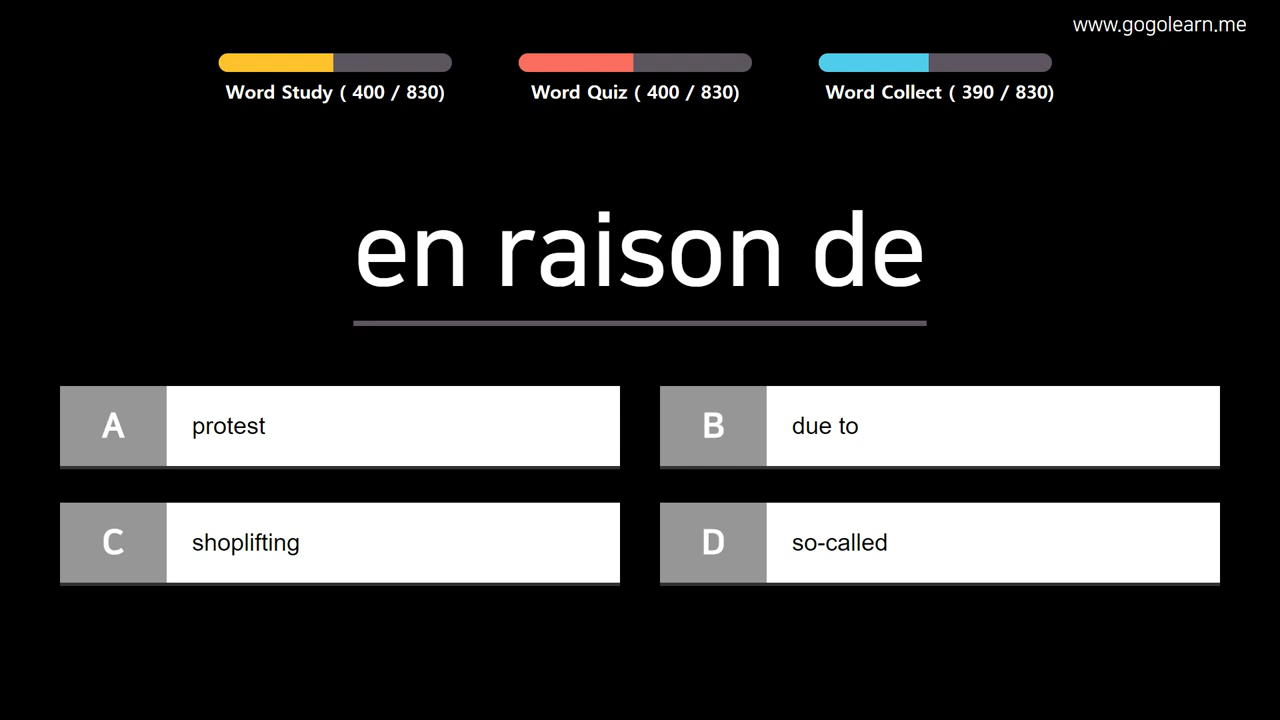 www.gogolearn.me
Word Study ( 400 / 830)
Word Quiz ( 400 / 830)
Word Collect ( 390 / 830)
en raison de
A protest
B due to
C shoplifting
D so-called